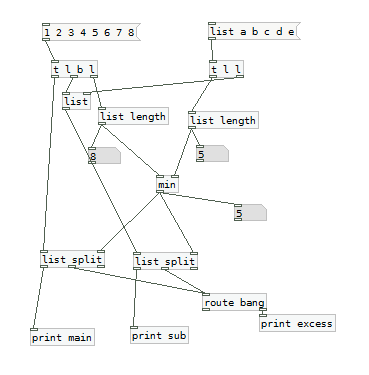 1 2 3 4 5 6 7 8
list a b c d e
t l b l
t l l
list
list length
list length
8
5
min
5
list split
list split
route bang
print excess
print main
print sub